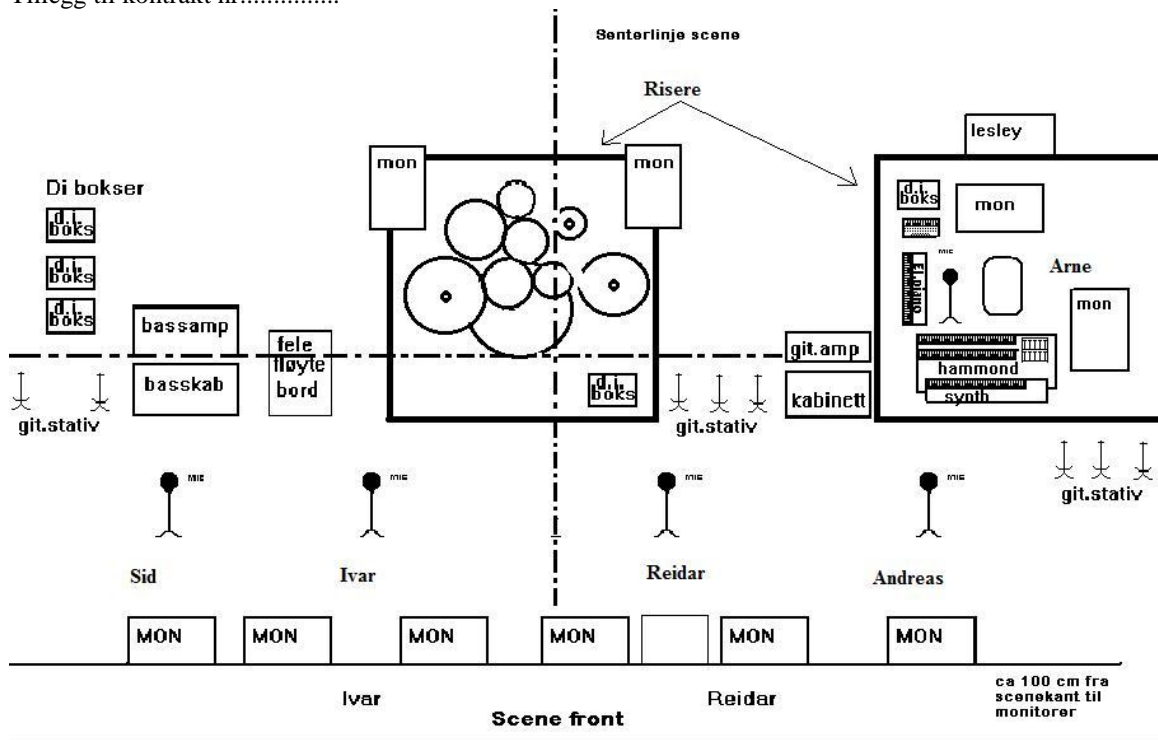 Tillegg til kontrakt nr...............
Senterlinje scene
Risere
lesley
mon
mon
Di bokser
d.i.
boks
d.i.
boks
mon
d.i.
boks
MIC
Arne
El.piano
mon
d.i.
boks
bassamp
fele
fløyte
bord
git.amp
hammond
basskab
d.i.
boks
kabinett
synth
git.stativ
git.stativ
git.stativ
MIC
MIC
MIC
MIC
Sid
Ivar
Reidar
Andreas
MON
MON
MON
MON
MON
MON
Ivar
Reidar
ca 100 cm fra
scenekant til
monitorer
Scene front